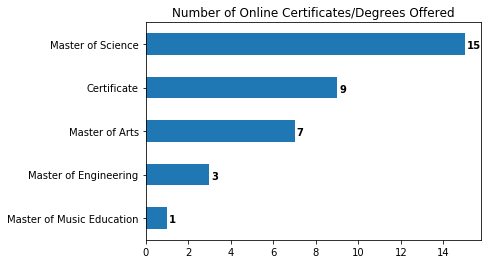 Number of Online Certificates/Degrees Offered
Master of Science 15
Certificate 9
Master of Arts 7
Master of Engineering 3
Master of Music Education 1
0 2 4 6 8 10 12 14